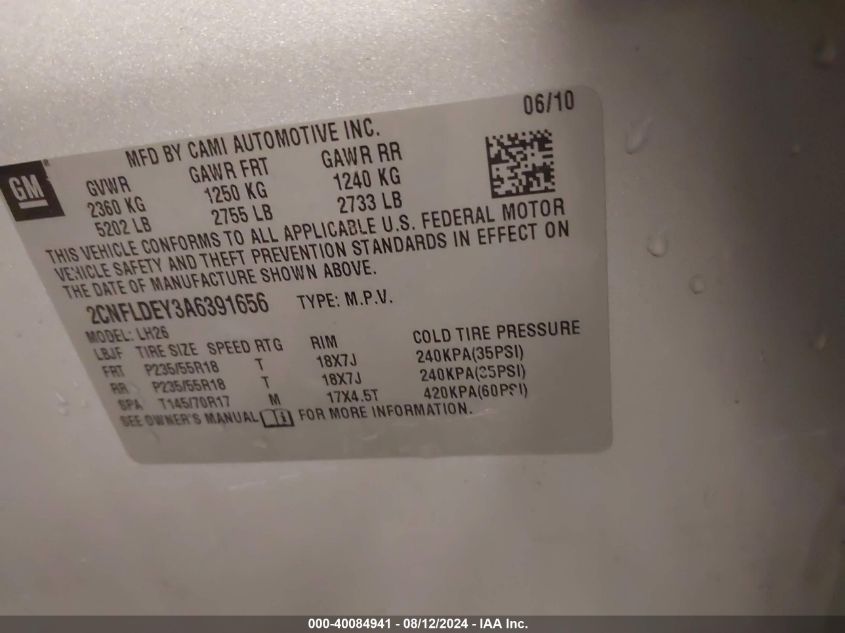 06/10
MFD BY CAMI AUTOMOTIVE INC.
GM
GVWR GAWR FRT GAWR RR
2360 KG 1250 KG 1240 KG
5202 LB 2755 LB 2733 LB
THIS VEHICLE CONFORMS TO ALL APPLICABLE U.S. FEDERAL MOTOR
VEHICLE SAFETY AND THEFT PREVENTION STANDARDS IN EFFECT ON
THE DATE OF MANUFACTURE SHOWN ABOVE.
2CNFLDEY3A6391656 TYPE: M.P.V.
MODEL: LH26
LBJF TIRE SIZE SPEED RTG RIM COLD TIRE PRESSURE
FRT P235/55R18 T 18X7J 240KPA(35PSI)
RR P235/55R18 T 18X7J 240KPA(35PSI)
SPA T145/70R17 M 17X4.5T 420KPA(60PSI)
SEE OWNER'S MANUAL FOR MORE INFORMATION.
000-40084941 - 08/12/2024 - IAA Inc.